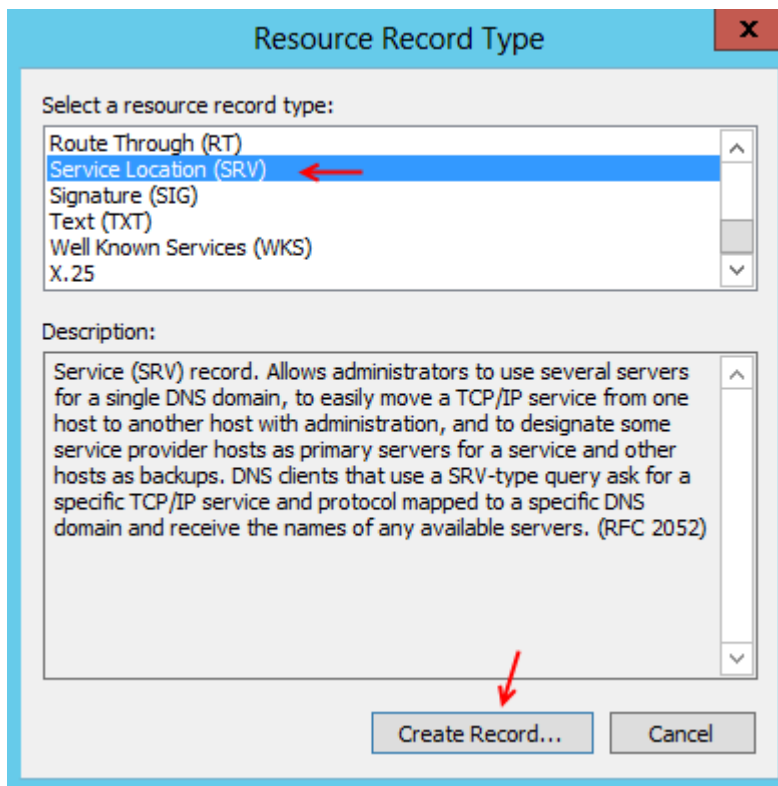 Resource Record Type
x
Select a resource record type:
Route Through (RT)
Service Location (SRV)
Signature (SIG)
Text (TXT)
Well Known Services (WKS)
X.25
Description:
Service (SRV) record. Allows administrators to use several servers
for a single DNS domain, to easily move a TCP/IP service from one
host to another host with administration, and to designate some
service provider hosts as primary servers for a service and other
hosts as backups. DNS clients that use a SRV-type query ask for a
specific TCP/IP service and protocol mapped to a specific DNS
domain and receive the names of any available servers. (RFC 2052)
Create Record...
Cancel